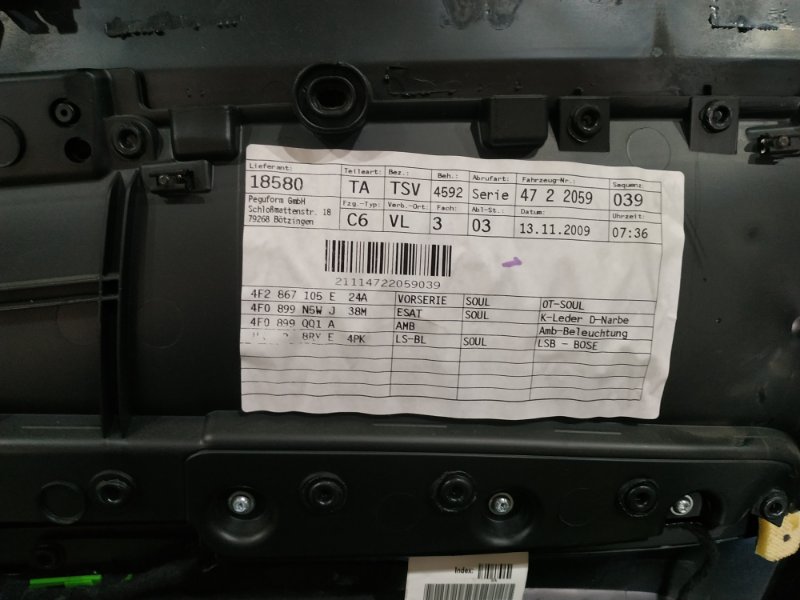 Lieferant: Teileart: Bez.: Beh.: Abrufart: Fahrzeug-Nr.: Sequenz:
18580 TA TSV 4592 Serie 47 2 2059 039
Peguform GmbH
Schloßmattenstr. 18
79268 Bötzingen
Fzg.-Typ: Verb.-Ort: Fach: Abl-St.: Datum: Uhrzeit:
C6 VL 3 03 13.11.2009 07:36
21114722059039
4F2 867 105 E 24A VORSERIE SOUL OT-SOUL
4F0 899 N5W J 38M ESAT SOUL K-Leder D-Narbe
4F0 899 QQ1 A AMB Amb-Beleuchtung
8RY E 4PK LS-BL SOUL LSB - BOSE
Index: